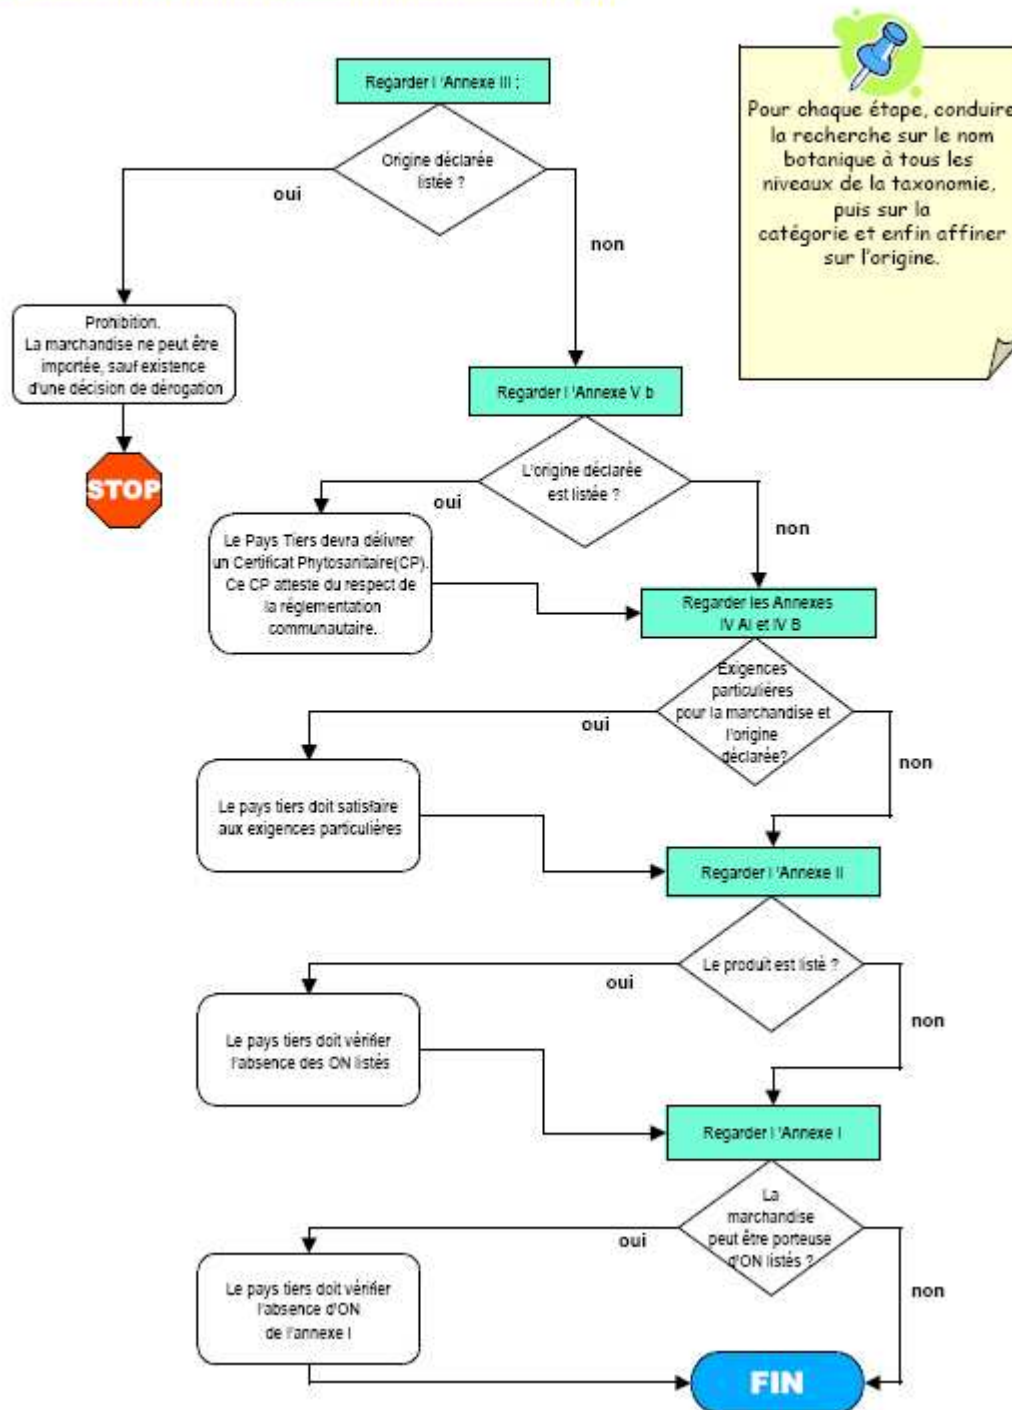 Regarder l 'Annexe III :
Origine déclarée
listée ?
oui
non
Pour chaque étape, conduire
la recherche sur le nom
botanique à tous les
niveaux de la taxonomie,
puis sur la
catégorie et enfin affiner
sur l'origine.
Prohibition.
La marchandise ne peut être
importée, sauf existence
d'une décision de dérogation
STOP
Regarder l 'Annexe V b
L'origine déclarée
est listée ?
oui
non
Le Pays Tiers devra délivrer
un Certificat Phytosanitaire(CP).
Ce CP atteste du respect de
la réglementation
communautaire.
Regarder les Annexes
IV AI et IV B
Exigences
particulières
pour la marchandise et
l'origine
déclarée?
oui
non
Le pays tiers doit satisfaire
aux exigences particulières
Regarder l 'Annexe II
Le produit est listé ?
oui
non
Le pays tiers doit vérifier
l'absence des ON listés
Regarder l 'Annexe I
La
marchandise
peut être porteuse
d'ON listés ?
oui
non
Le pays tiers doit vérifier
l'absence d'ON
de l'annexe I
FIN